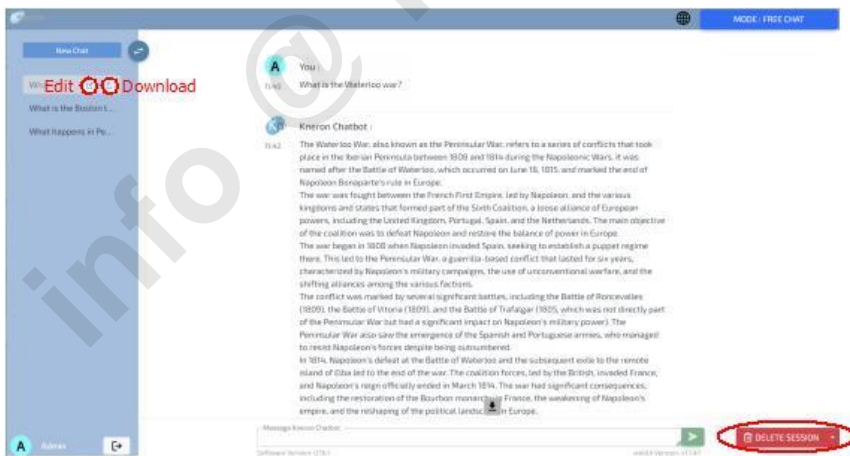 MODE : FREE CHAT
New Chat
Edit Download
What is the Boston t...
What happens in Pe...
A You :
11:40 What is the Waterloo war?
Kneron Chatbot :
11:42 The Waterloo War, also known as the Peninsular War, refers to a series of conflicts that took
place in the Iberian Peninsula between 1808 and 1814 during the Napoleonic Wars. It was
named after the Battle of Waterloo, which occurred on June 18, 1815, and marked the end of
Napoleon Bonaparte's rule in Europe.
The war was fought between the French First Empire, led by Napoleon, and the various
kingdoms and states that formed part of the Sixth Coalition, a loose alliance of European
powers, including the United Kingdom, Portugal, Spain, and the Netherlands. The main objective
of the coalition was to defeat Napoleon and restore the balance of power in Europe.
The war began in 1808 when Napoleon invaded Spain, seeking to establish a puppet regime
there. This led to the Peninsular War, a guerrilla-based conflict that lasted for six years,
characterized by Napoleon's military campaigns, the use of unconventional warfare, and the
shifting alliances among the various factions.
The conflict was marked by several significant battles, including the Battle of Roncevalles
(1809), the Battle of Vitoria (1809), and the Battle of Trafalgar (1805, which was not directly part
of the Peninsular War but had a significant impact on Napoleon's military power). The
Peninsular War also saw the emergence of the Spanish and Portuguese armies, who managed
to resist Napoleon's forces despite being outnumbered.
In 1814, Napoleon's defeat at the Battle of Waterloo and the subsequent exile to the remote
island of Elba led to the end of the war. The coalition forces, led by the British, invaded France,
and Napoleon's reign officially ended in March 1814. The war had significant consequences,
including the restoration of the Bourbon monarchy in France, the weakening of Napoleon's
empire, and the reshaping of the political landsc in Europe.
Message Kneron Chatbot
A Admin
DELETE SESSION
info @